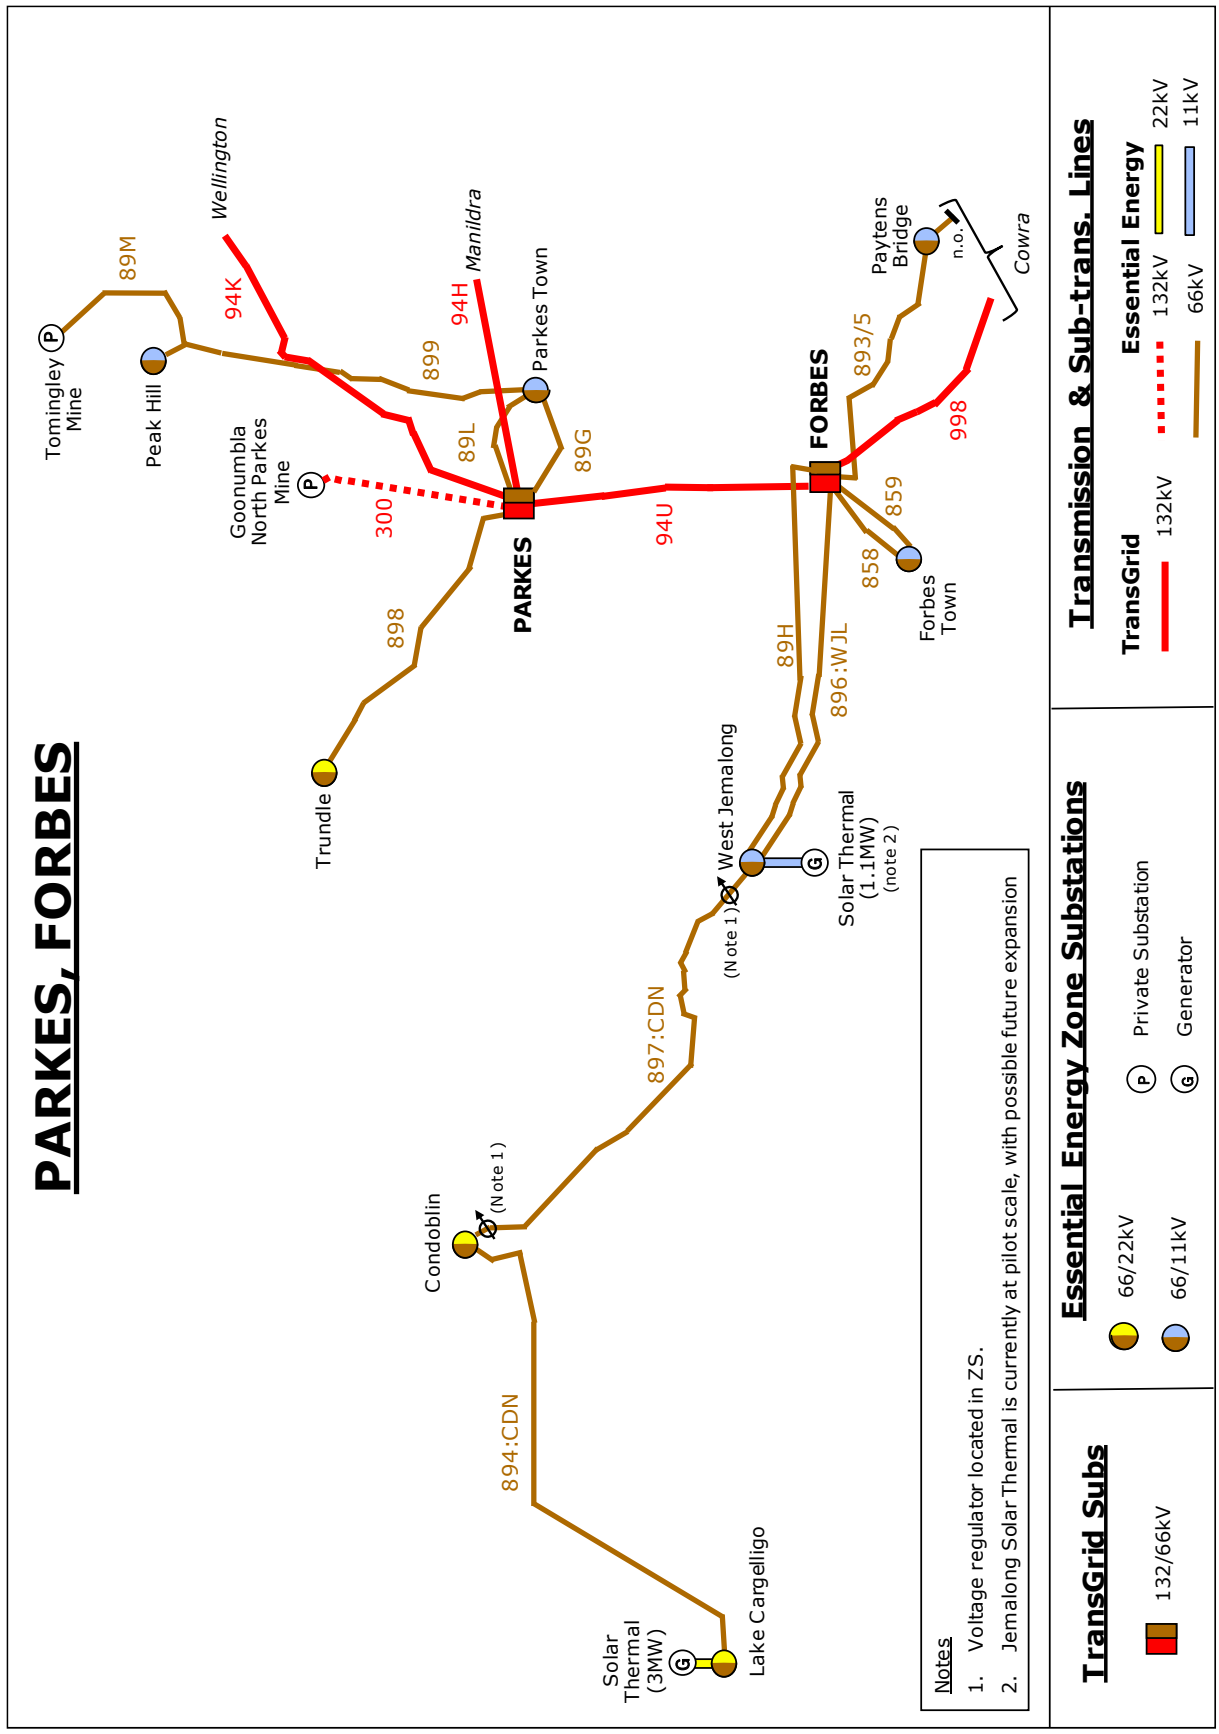 PARKES, FORBES
Tomingley
Mine
Peak Hill
89M
Wellington
94K
Goonumbla
North Parkes
Mine
300
899
94H
Manildra
Parkes Town
89L
89G
PARKES
898
Trundle
94U
FORBES
Paytens
Bridge
n.o.
Cowra
893/5
998
859
858
Forbes
Town
89H
896:WJL
West Jemalong
(Note 1)
Solar Thermal
(1.1MW)
(note 2)
897:CDN
Condoblin
(Note 1)
894:CDN
Solar
Thermal
(3MW)
Lake Cargelligo
P
P
G
G
Notes
1. Voltage regulator located in ZS.
2. Jemalong Solar Thermal is currently at pilot scale, with possible future expansion
TransGrid Subs
132/66kV
Essential Energy Zone Substations
66/22kV
P Private Substation
66/11kV
G Generator
Transmission & Sub-trans. Lines
TransGrid
Essential Energy
132kV
132kV
22kV
66kV
11kV